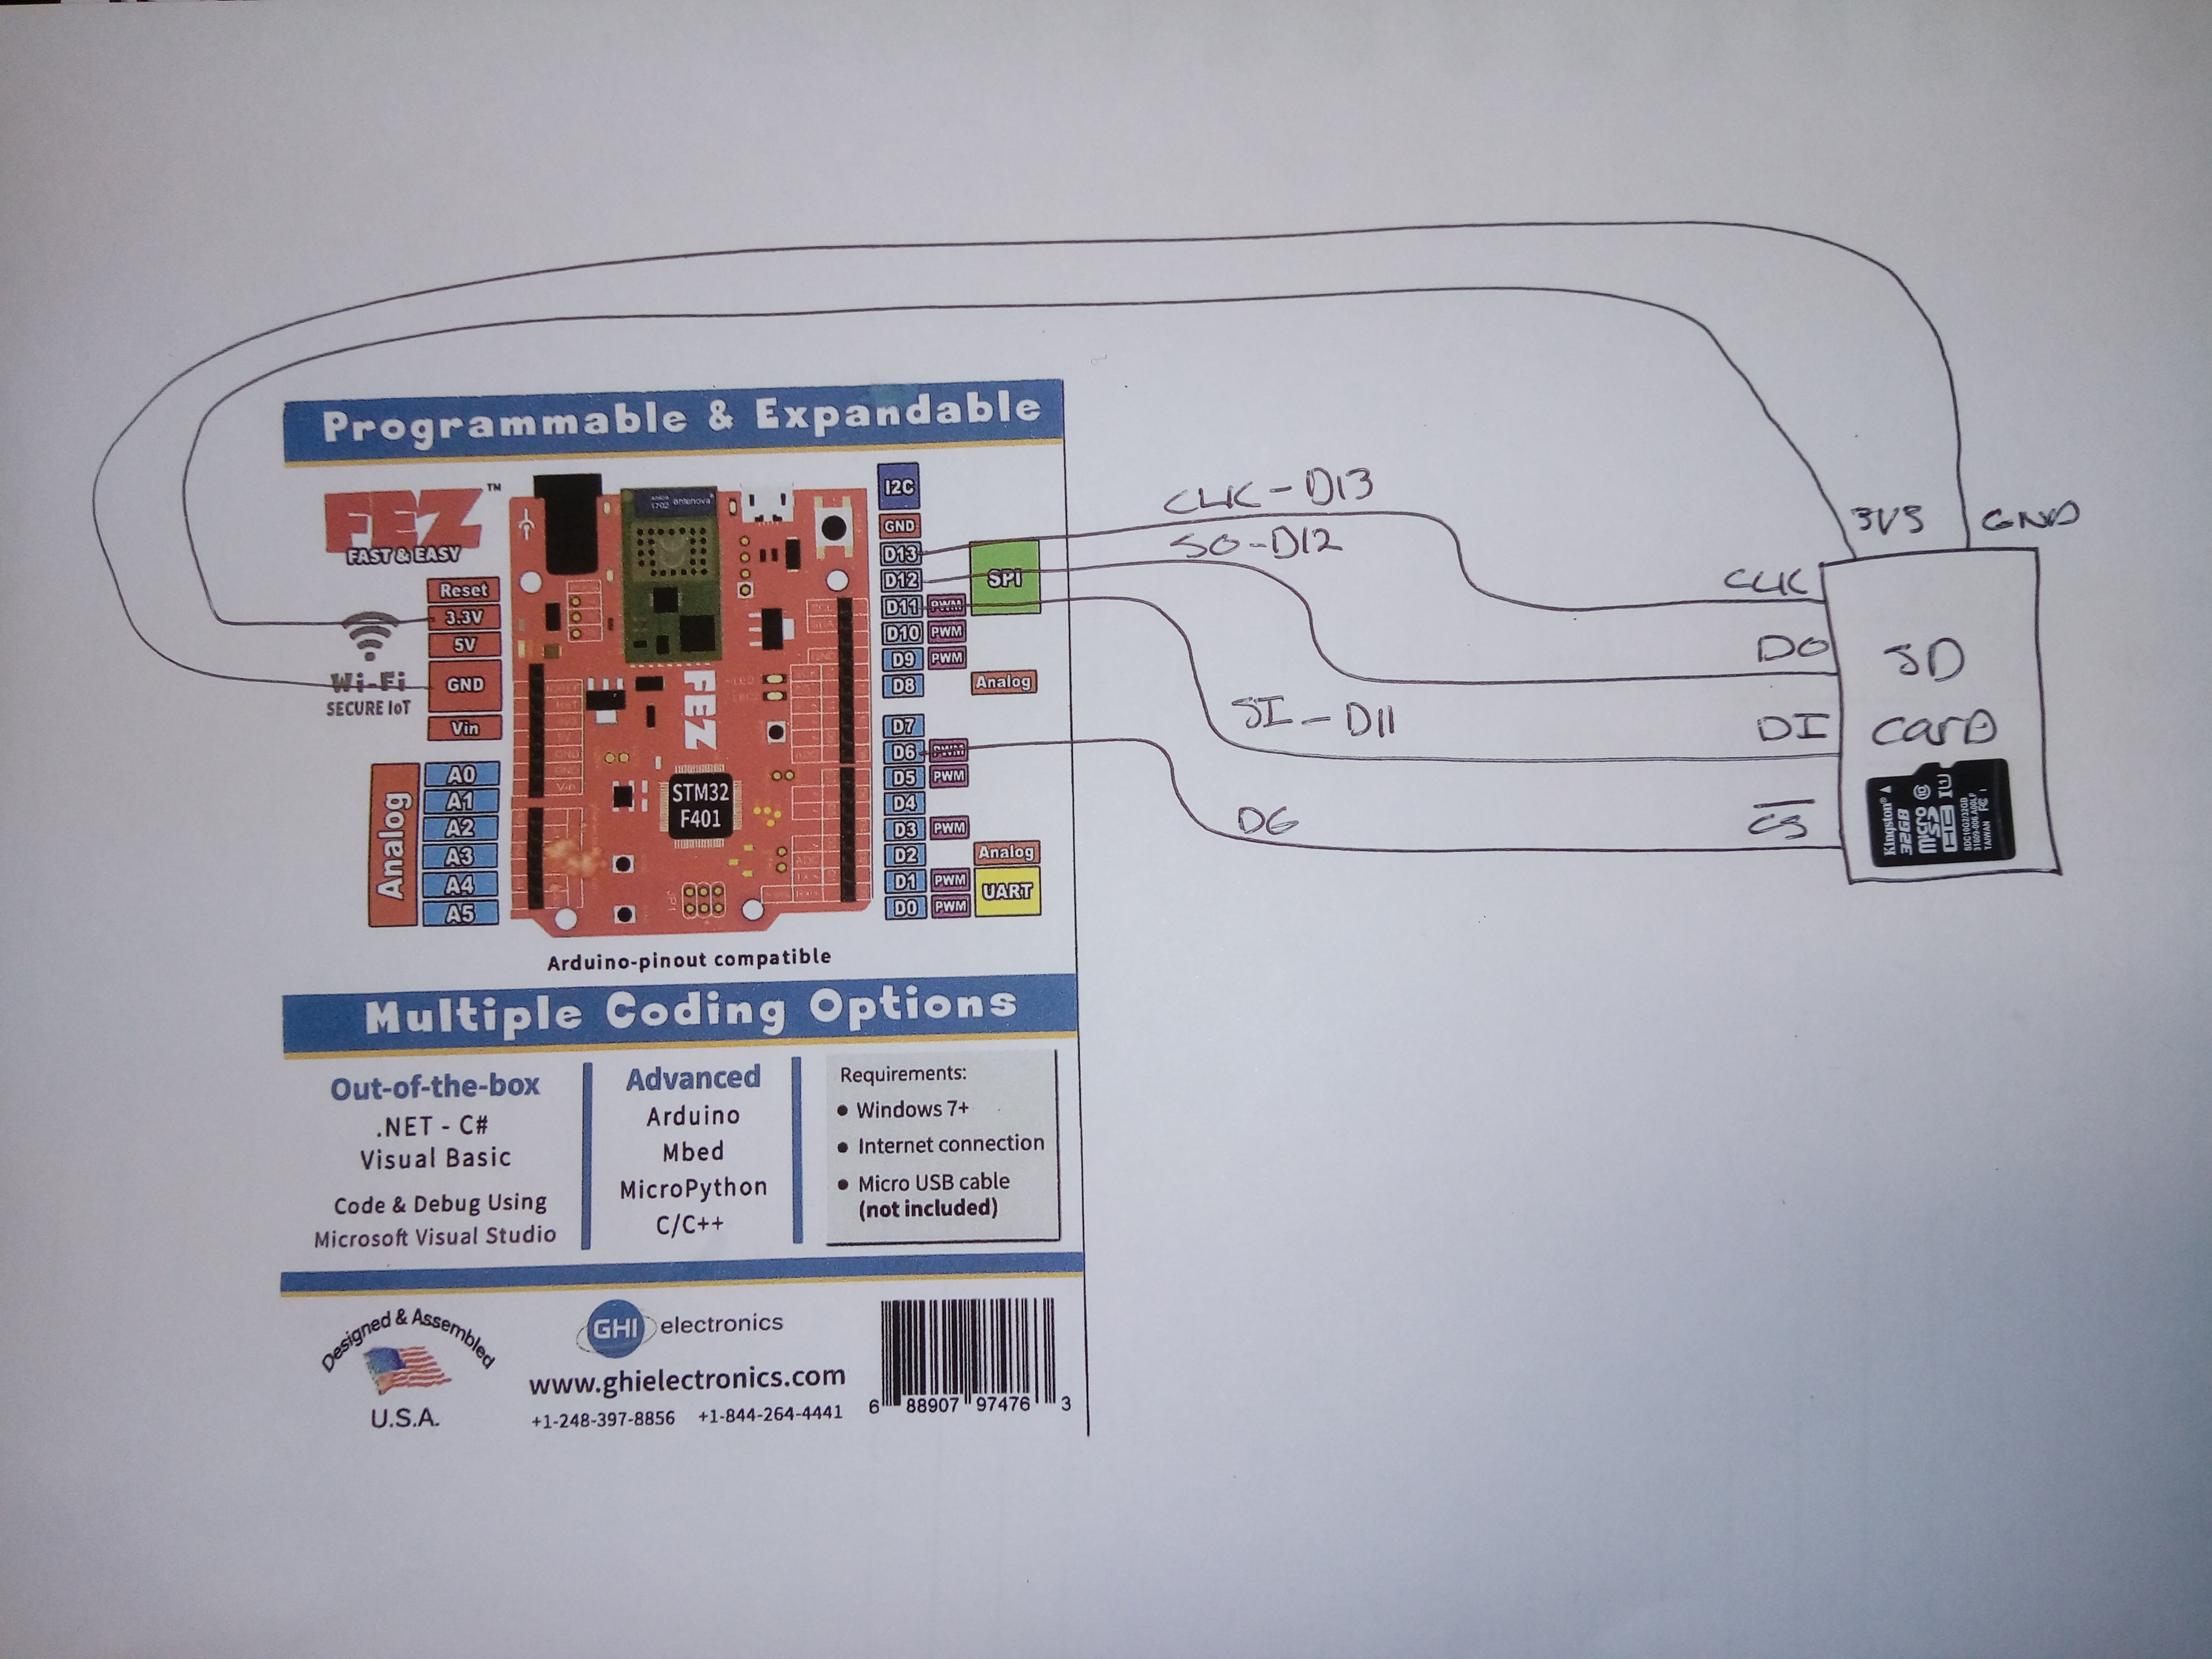 Programmable & Expandable
FEZ ™
FAST & EASY
Wi-Fi
SECURE IoT
Reset
3.3V
5V
GND
Vin
Analog
A0
A1
A2
A3
A4
A5
antenova
FEZ
STM32
F401
I2C
GND
D13
D12
D11 PWM
D10 PWM
D9 PWM
D8 Analog
SPI
D7
D6 PWM
D5 PWM
D4
D3 PWM
D2 Analog
D1 PWM
D0 PWM
UART
CLK - D13
SO - D12
SI - D11
D6
3V3
GND
CLK
DO
DI
CS
SD
CarD
Kingston
32GB
Micro
TAIWAN
Arduino-pinout compatible
Multiple Coding Options
Out-of-the-box
.NET - C#
Visual Basic
Code & Debug Using
Microsoft Visual Studio
Advanced
Arduino
Mbed
MicroPython
C/C++
Requirements:
• Windows 7+
• Internet connection
• Micro USB cable
(not included)
Designed & Assembled
U.S.A.
GHI electronics
www.ghielectronics.com
+1-248-397-8856 +1-844-264-4441
6 88907 97476 3